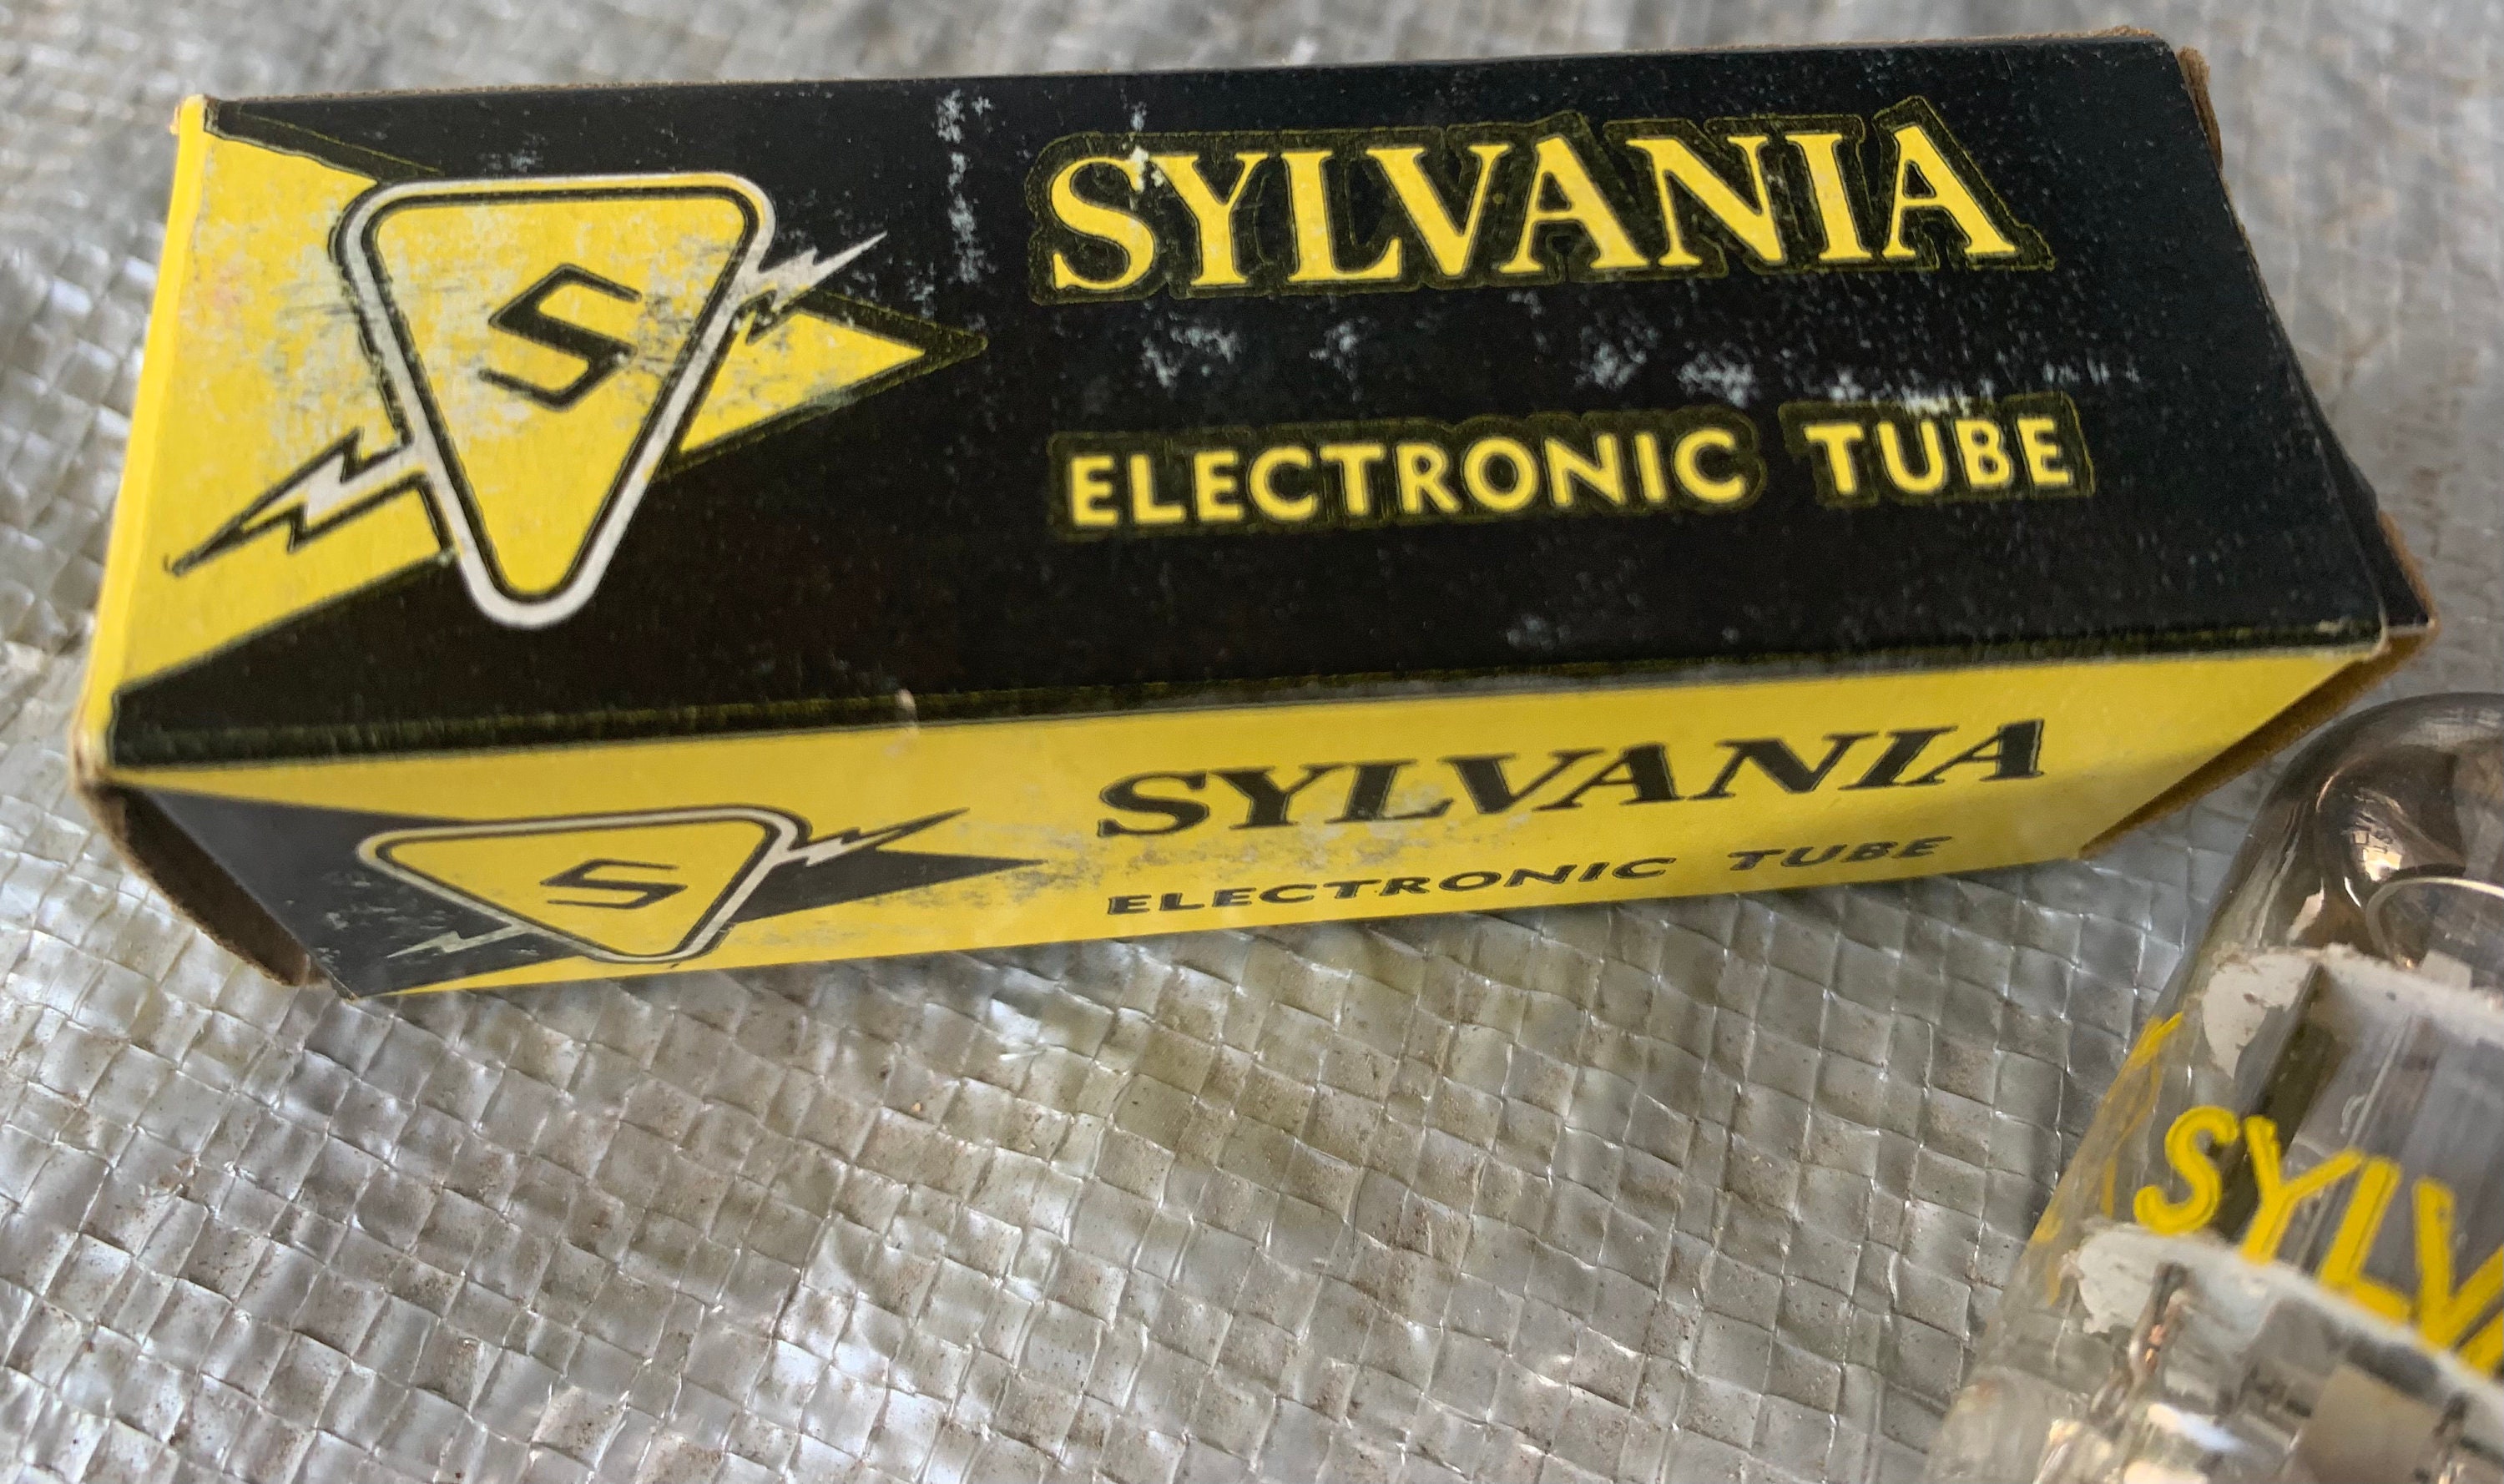 S
SYLVANIA
ELECTRONIC TUBE
S
SYLVANIA
ELECTRONIC TUBE
SYLV